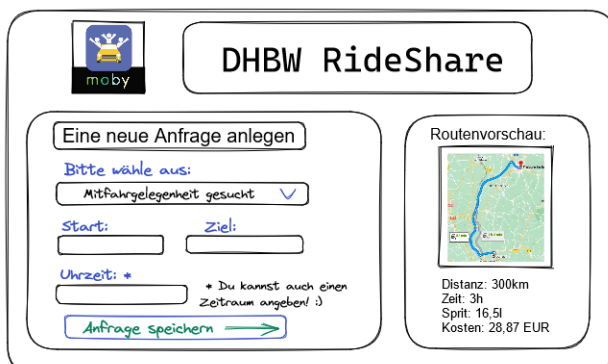 moby
DHBW RideShare
Eine neue Anfrage anlegen
Bitte wähle aus:
Mitfahrgelegenheit gesucht
Start:
Ziel:
Uhrzeit: *
* Du kannst auch einen
Zeitraum angeben! :)
Anfrage speichern
Routenvorschau:
Distanz: 300km
Zeit: 3h
Sprit: 16,5l
Kosten: 28,87 EUR